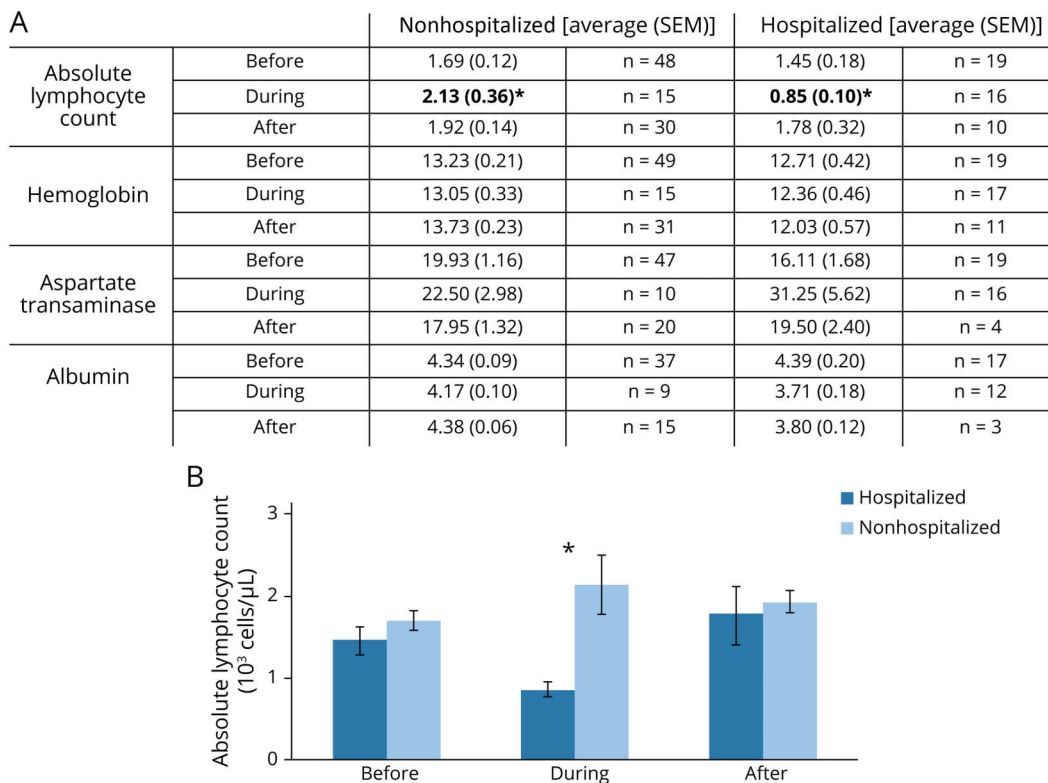 A
Nonhospitalized [average (SEM)] Hospitalized [average (SEM)]
Absolute lymphocyte count
Before 1.69 (0.12) n = 48 1.45 (0.18) n = 19
During 2.13 (0.36)* n = 15 0.85 (0.10)* n = 16
After 1.92 (0.14) n = 30 1.78 (0.32) n = 10
Hemoglobin
Before 13.23 (0.21) n = 49 12.71 (0.42) n = 19
During 13.05 (0.33) n = 15 12.36 (0.46) n = 17
After 13.73 (0.23) n = 31 12.03 (0.57) n = 11
Aspartate transaminase
Before 19.93 (1.16) n = 47 16.11 (1.68) n = 19
During 22.50 (2.98) n = 10 31.25 (5.62) n = 16
After 17.95 (1.32) n = 20 19.50 (2.40) n = 4
Albumin
Before 4.34 (0.09) n = 37 4.39 (0.20) n = 17
During 4.17 (0.10) n = 9 3.71 (0.18) n = 12
After 4.38 (0.06) n = 15 3.80 (0.12) n = 3
B
Absolute lymphocyte count
(10³ cells/µL)
3
2
1
0
*
Hospitalized
Nonhospitalized
Before During After